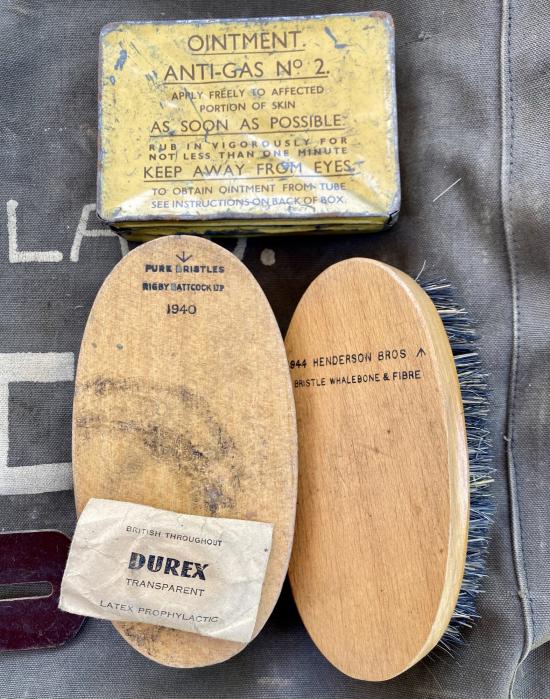 OINTMENT.
ANTI-GAS Nº 2.
APPLY FREELY TO AFFECTED
PORTION OF SKIN
AS SOON AS POSSIBLE
RUB IN VIGOROUSLY FOR
NOT LESS THAN ONE MINUTE
KEEP AWAY FROM EYES.
TO OBTAIN OINTMENT FROM TUBE
SEE INSTRUCTIONS ON BACK OF BOX.
LA
PURE BRISTLES
RIGBY BATTCOCK LTD
1940
944 HENDERSON BROS
BRISTLE WHALEBONE & FIBRE
BRITISH THROUGHOUT
DUREX
TRANSPARENT
LATEX PROPHYLACTIC